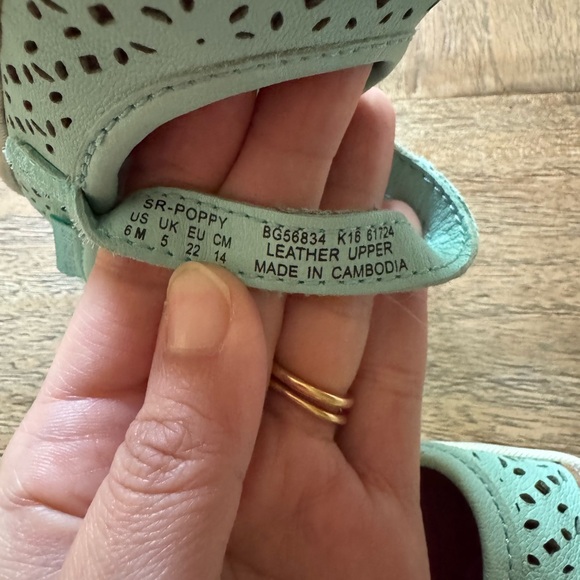 SR-POPPY
US UK EU CM
6 M 5 22 14
BG56834 K16 61724
LEATHER UPPER
MADE IN CAMBODIA